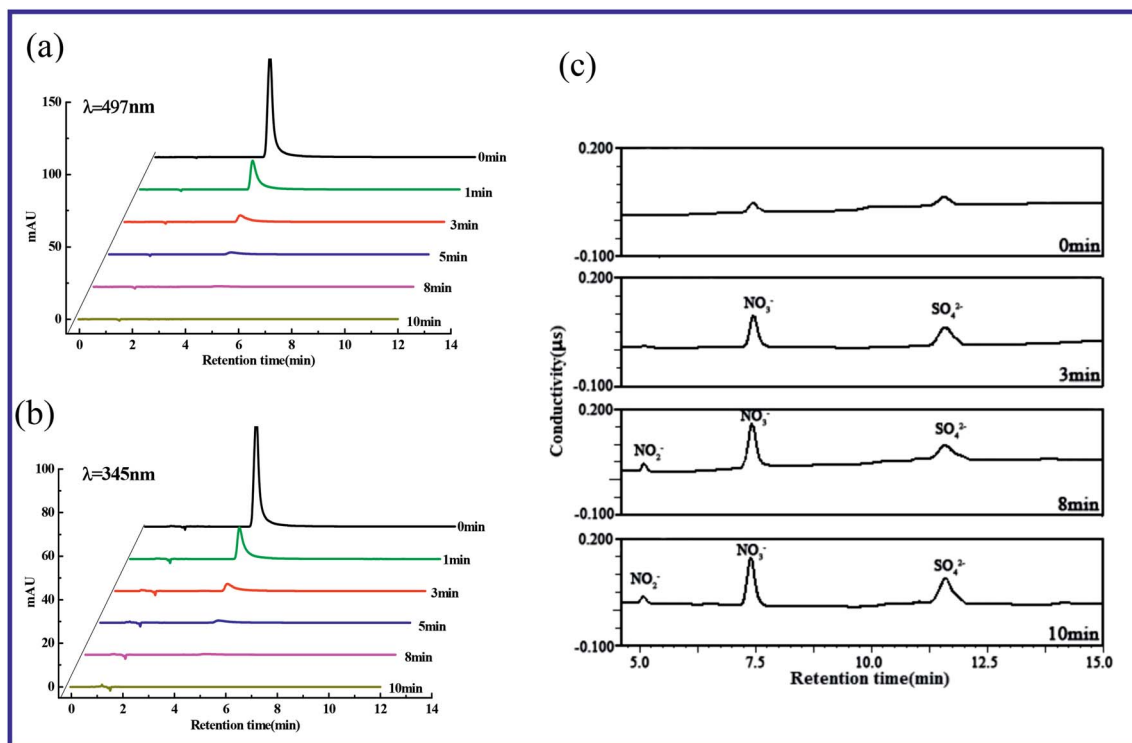 (a)
λ=497nm
150
100
50
0
mAU
0min
1min
3min
5min
8min
10min
0 2 4 6 8 10 12 14
Retention time(min)
(b)
λ=345nm
100
80
60
40
20
0
mAU
0min
1min
3min
5min
8min
10min
0 2 4 6 8 10 12 14
Retention time(min)
(c)
Conductivity(μs)
0.200
-0.100
0min
0.200
NO₃⁻ SO₄²⁻
-0.100
3min
0.200
NO₂⁻ NO₃⁻ SO₄²⁻
-0.100
8min
0.200
NO₂⁻ NO₃⁻ SO₄²⁻
-0.100
10min
5.0 7.5 10.0 12.5 15.0
Retention time(min)